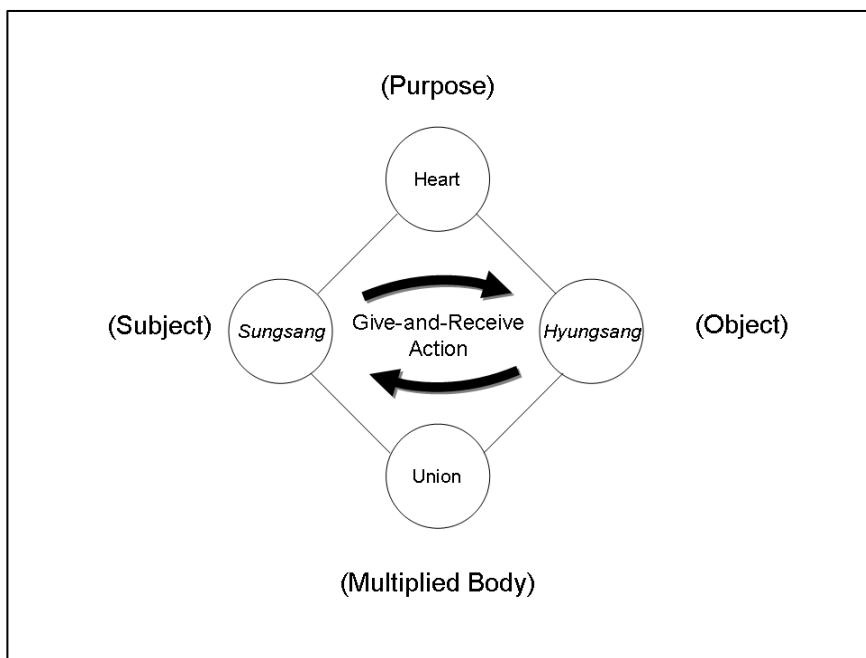 (Purpose)
Heart
(Subject)
Sungsang
Give-and-Receive
Action
Hyungsang
(Object)
Union
(Multiplied Body)